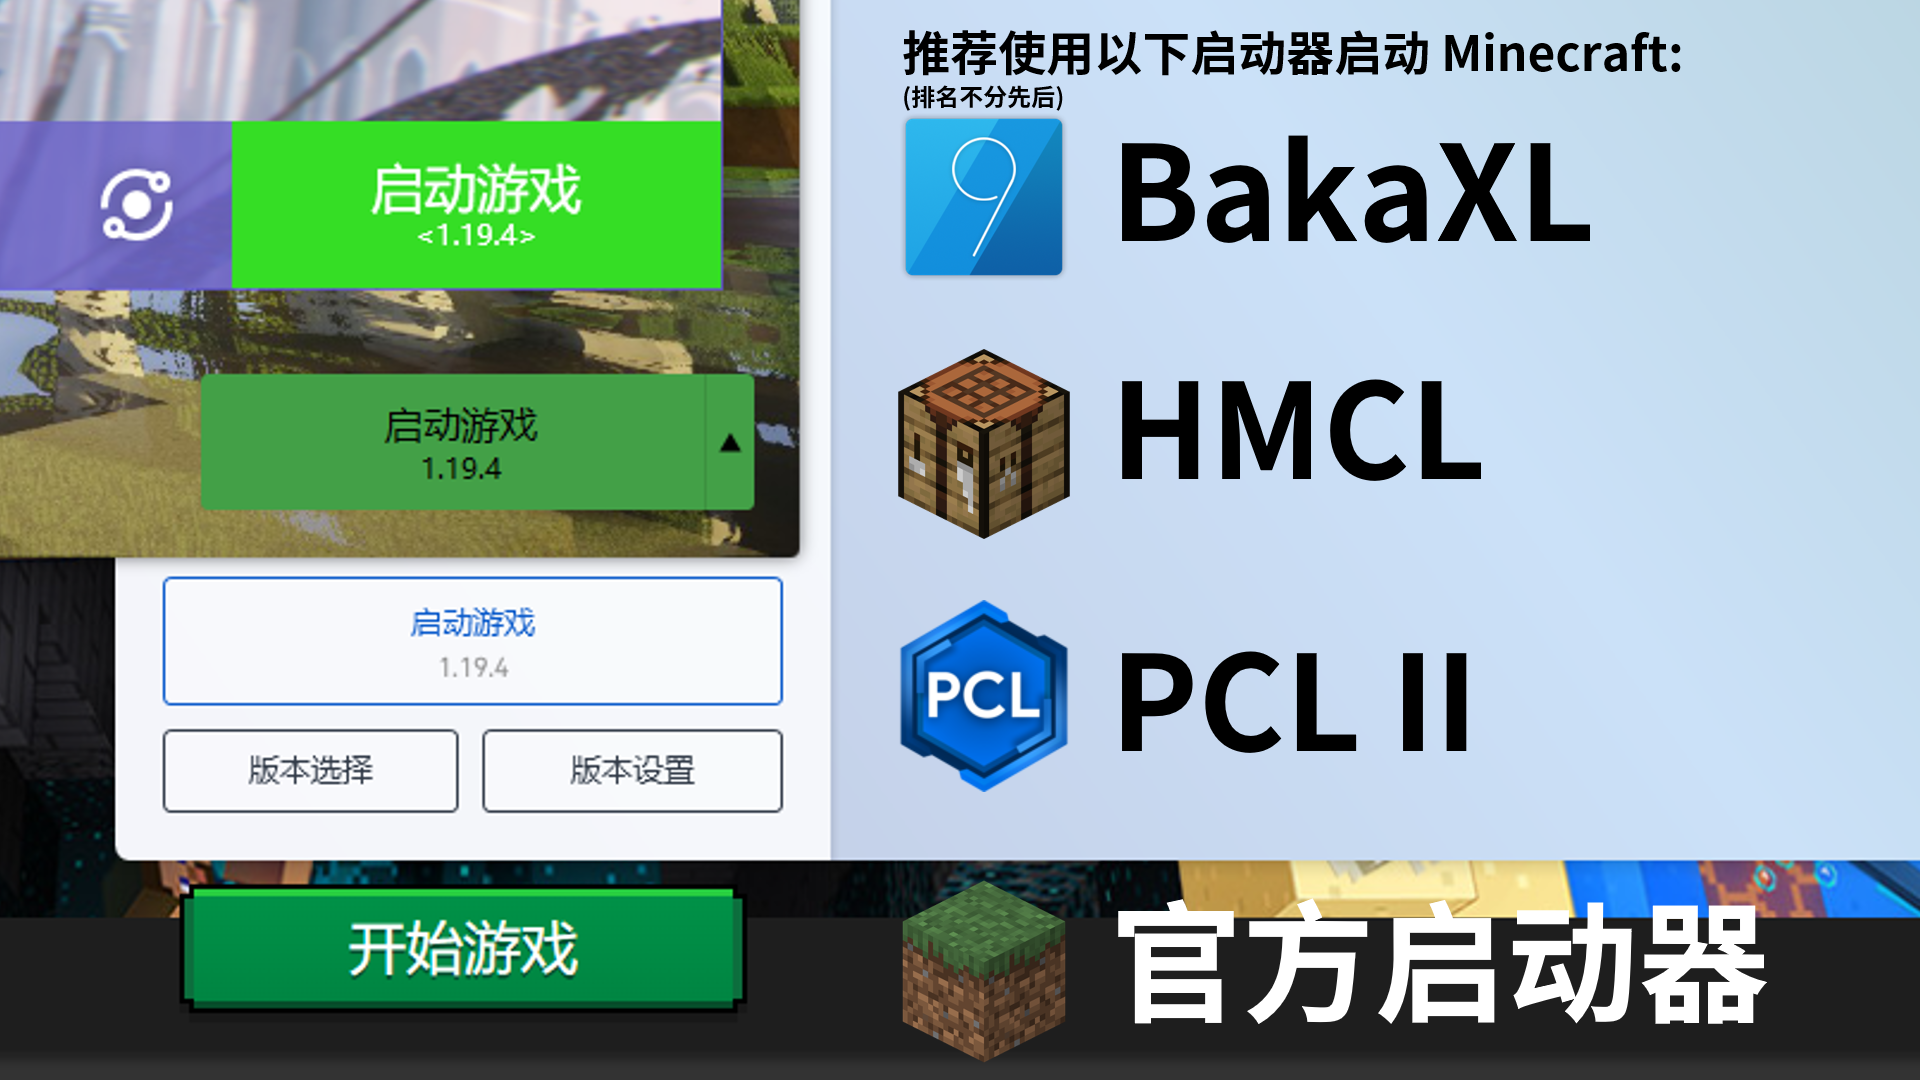 启动游戏
<1.19.4>
启动游戏
1.19.4
启动游戏
1.19.4
版本选择
版本设置
开始游戏
推荐使用以下启动器启动 Minecraft:
(排名不分先后)
9
BakaXL
HMCL
PCL
PCL II
官方启动器